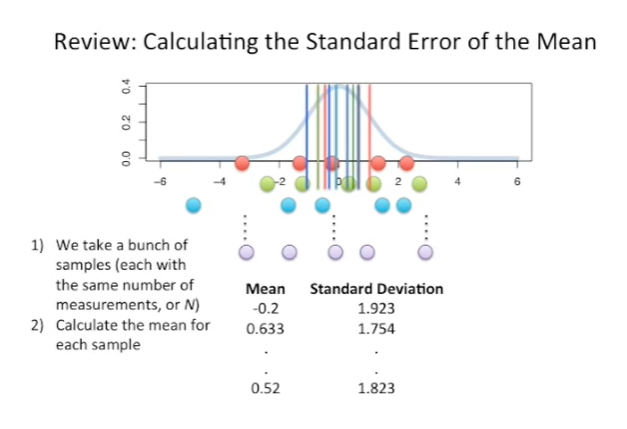 Review: Calculating the Standard Error of the Mean
0.4
0.2
0.0
-6 -4 -2 0 2 4 6
1) We take a bunch of
samples (each with
the same number of
measurements, or N)
2) Calculate the mean for
each sample
Mean Standard Deviation
-0.2 1.923
0.633 1.754
. .
. .
0.52 1.823